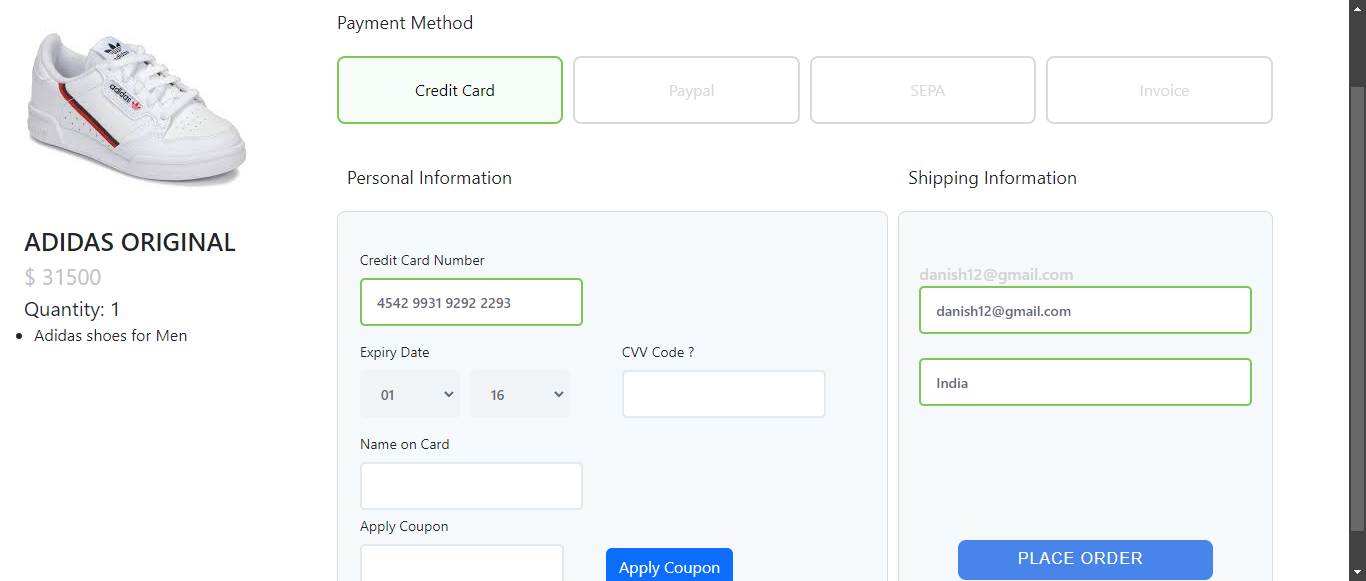 Payment Method
Credit Card
Paypal
SEPA
Invoice
adidas
adidas
ADIDAS ORIGINAL
$ 31500
Quantity: 1
Adidas shoes for Men
Personal Information
Credit Card Number
4542 9931 9292 2293
Expiry Date
CVV Code ?
01
16
Name on Card
Apply Coupon
Apply Coupon
Shipping Information
danish12@gmail.com
danish12@gmail.com
India
PLACE ORDER